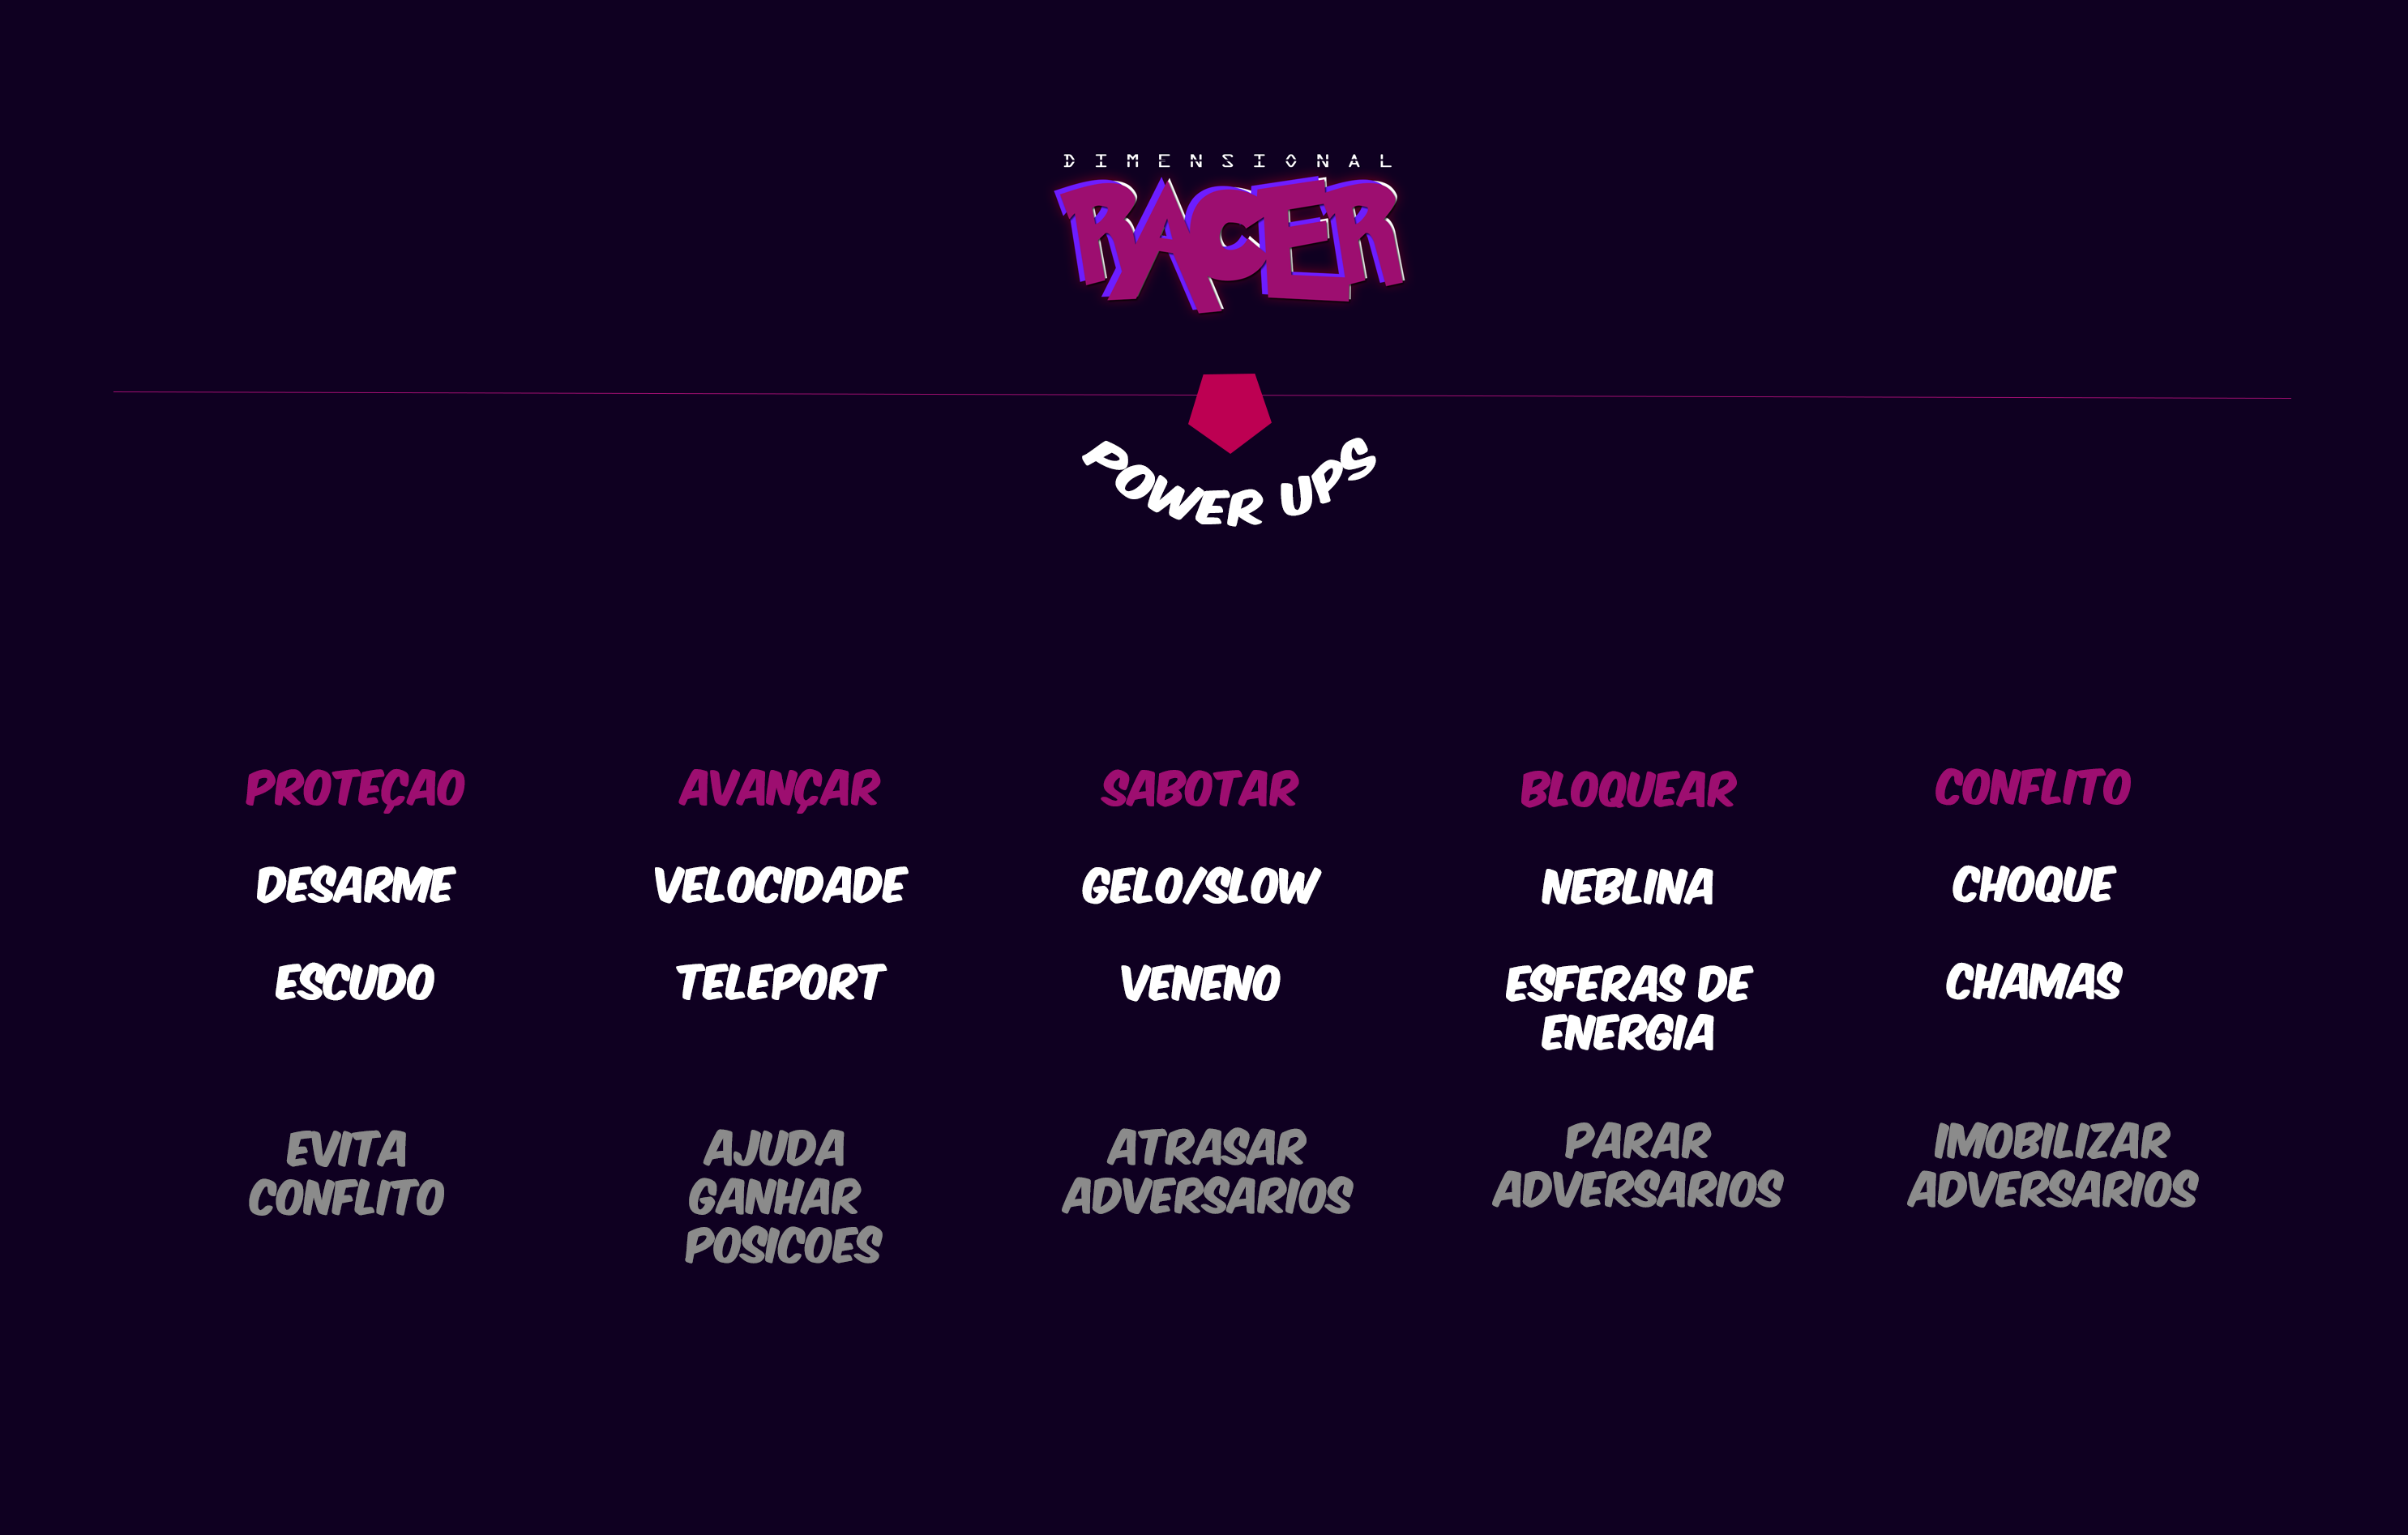 DIMENSIONAL
RACER
POWER UPS
PROTEÇAO
AVANÇAR
SABOTAR
BLOQUEAR
CONFLITO
DESARME
VELOCIDADE
GELO/SLOW
NEBLINA
CHOQUE
ESCUDO
TELEPORT
VENENO
ESFERAS DE
ENERGIA
CHAMAS
EVITA
CONFLITO
AJUDA
GANHAR
POSICOES
ATRASAR
ADVERSARIOS
PARAR
ADVERSARIOS
IMOBILIZAR
ADVERSARIOS